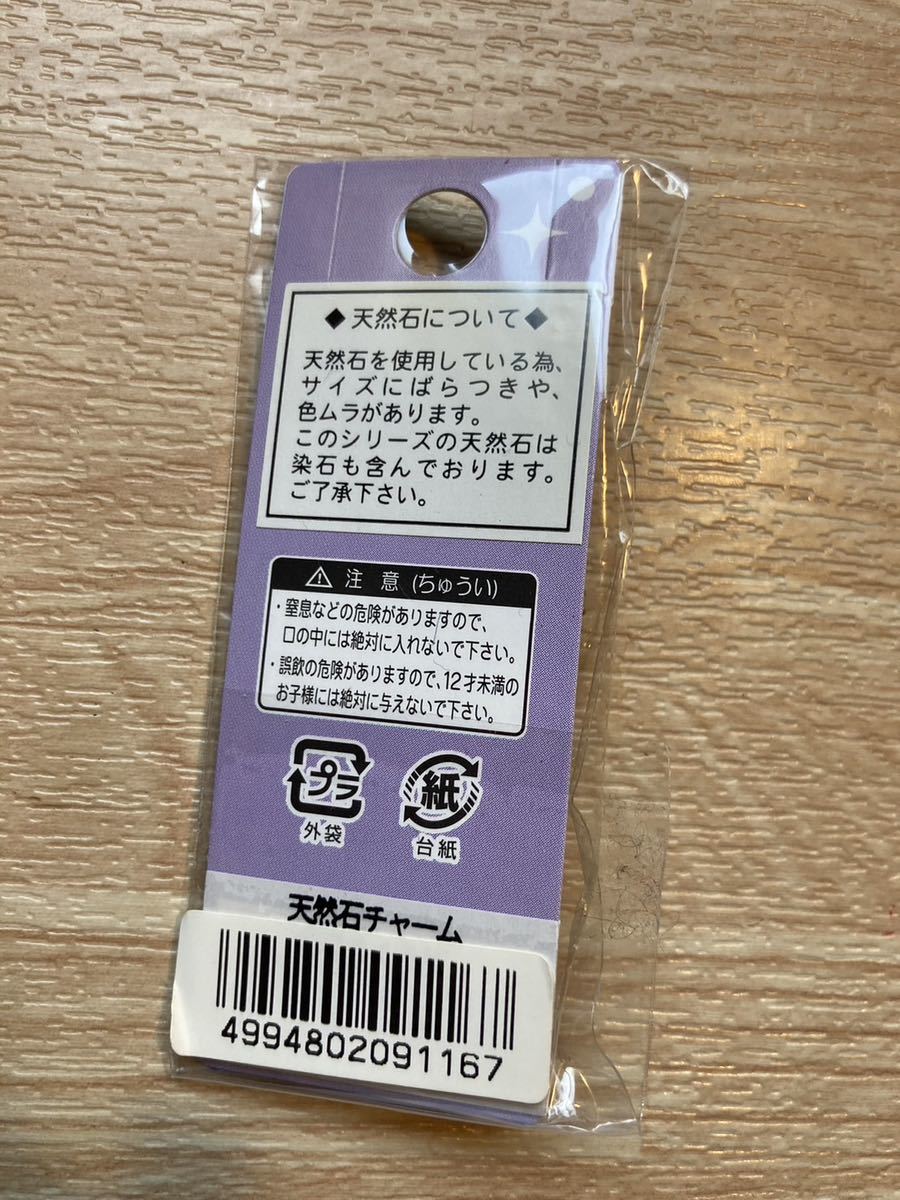 ◆天然石について◆
天然石を使用している為、
サイズにばらつきや、
色ムラがあります。
このシリーズの天然石は
染石も含んでおります。
ご了承下さい。
注 意 (ちゅうい)
・窒息などの危険がありますので、
口の中には絶対に入れないで下さい。
・誤飲の危険がありますので、12才未満の
お子様には絶対に与えないで下さい。
プラ
外袋
紙
台紙
天然石チャーム
4994802091167